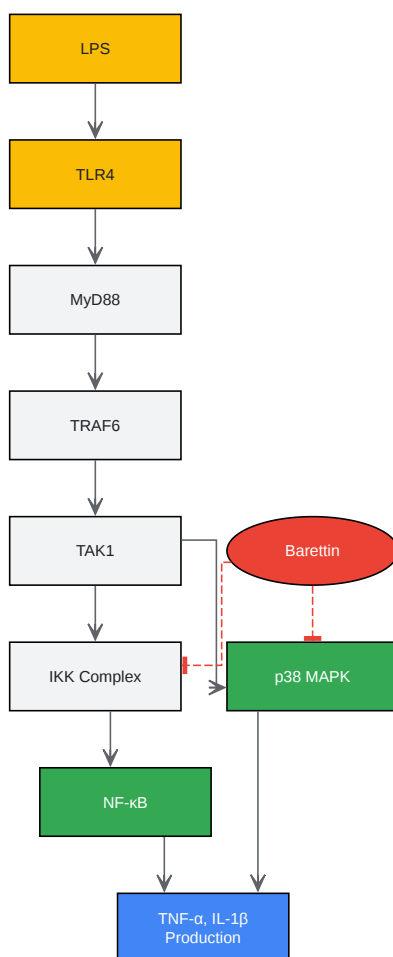 LPS
TLR4
MyD88
TRAF6
TAK1
Barettin
IKK Complex
p38 MAPK
NF-κB
TNF-α, IL-1β
Production